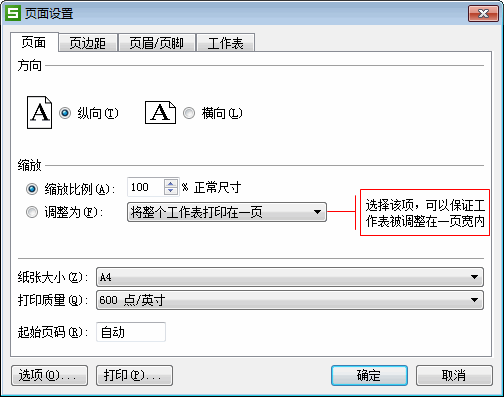 S 页面设置
页面 页边距 页眉/页脚 工作表
方向
A 纵向(T) A 横向(L)
缩放
缩放比例(A): 100 % 正常尺寸
调整为(F): 将整个工作表打印在一页
选择该项，可以保证工
作表被调整在一页宽内
纸张大小(Z): A4
打印质量(Q): 600 点/英寸
起始页码(R): 自动
选项(O)... 打印(P)... 确定 取消